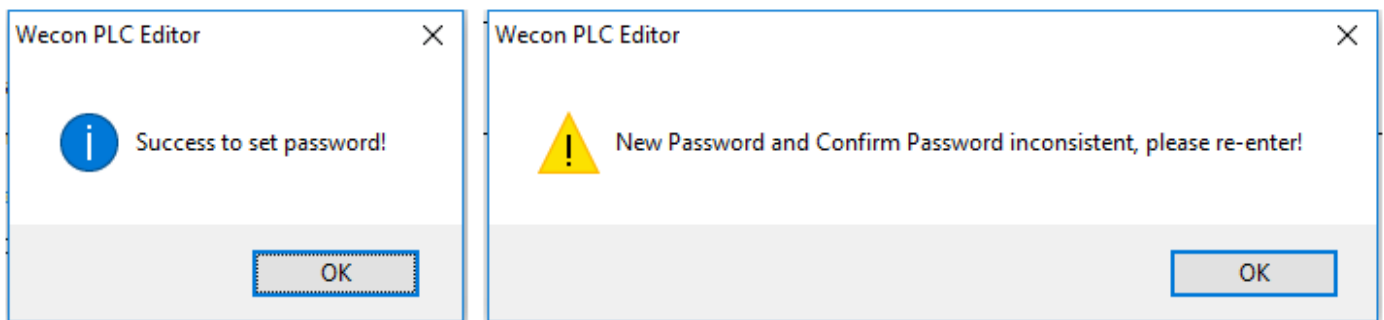 Wecon PLC Editor
Success to set password!
OK
Wecon PLC Editor
New Password and Confirm Password inconsistent, please re-enter!
OK